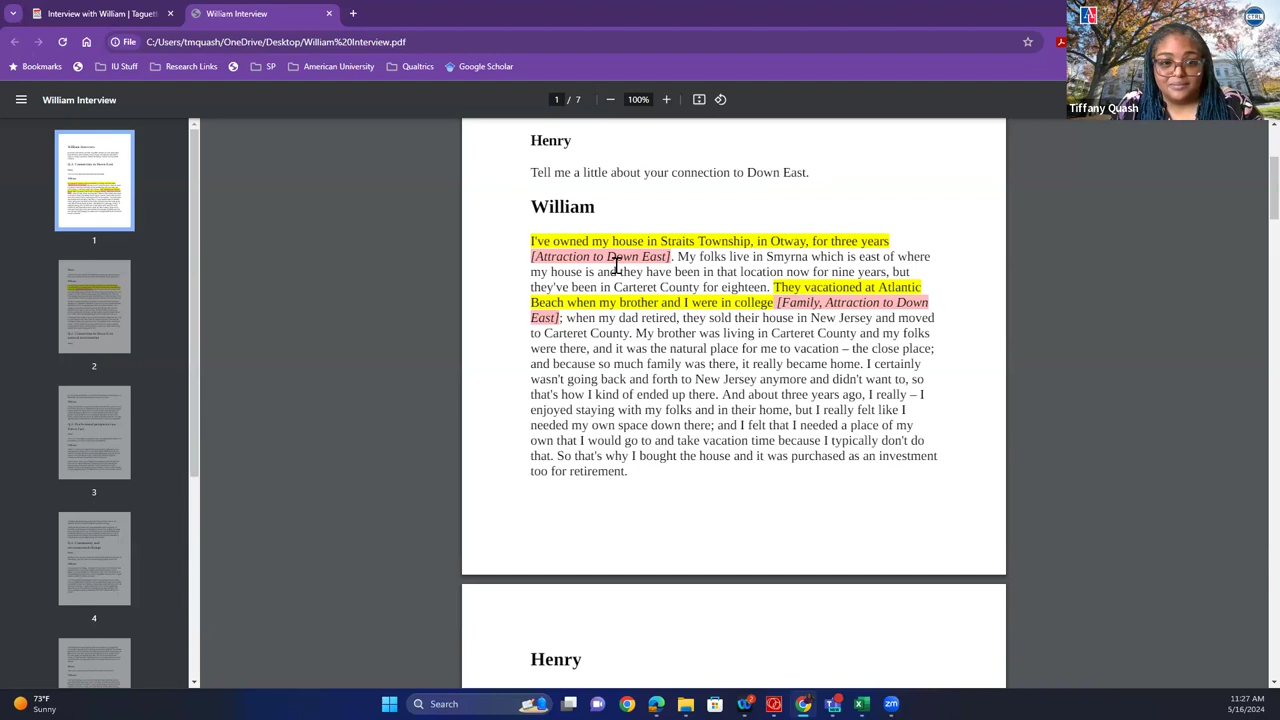 Home | Taguette
William Interview | Taguett
File
C:/Users/tmquash/OneDrive/Desktop/Desktop/William%20Interview.pdf
Bookmarks
ESPN
Banks
BCS
American University
Quotes
Education
Google Scholar
Tiffany Quash
William Interview
1 / 7
100%
Henry
Tell me a little about your connection to Down East.
William
I've owned my house in Straits Township, in Otway, for three years
[Attraction to Down East]. My folks live in Smyrna which is east of where
my house is and they have been in that location now for nine years, but
they've been in Carteret County for eighteen. They vacationed at Atlantic
Beach when my brother and I were in college [Family, Attraction to Down
East]; when my dad retired, they sold their house in New Jersey and moved
to Carteret County. My brother was living in Carteret County and my folks
were there, and it was the natural place for me to vacation – the close place;
and because so much family was there, it really became home. I certainly
wasn't going back and forth to New Jersey anymore and didn't want to, so
that's how I kind of ended up there. And about three years ago, I really – I
enjoyed staying with my folks and in their home, but I really felt like I
needed my own space down there; and I felt that I needed a place of my
own that I would go to and take vacation time because I typically don't do
that. So that's why I bought the house and it was purchased as an investment
too for retirement.
Henry
1
2
3
4
73°F
Sunny
Search
11:27 AM
5/16/2024